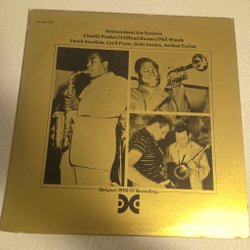 International Jam Sessions
Charlie Parker/Clifford Brown/Phil Woods
Frank Socolow, Cecil Payne, Duke Jordan, Arthur Taylor
Original 1950-57 Recordings